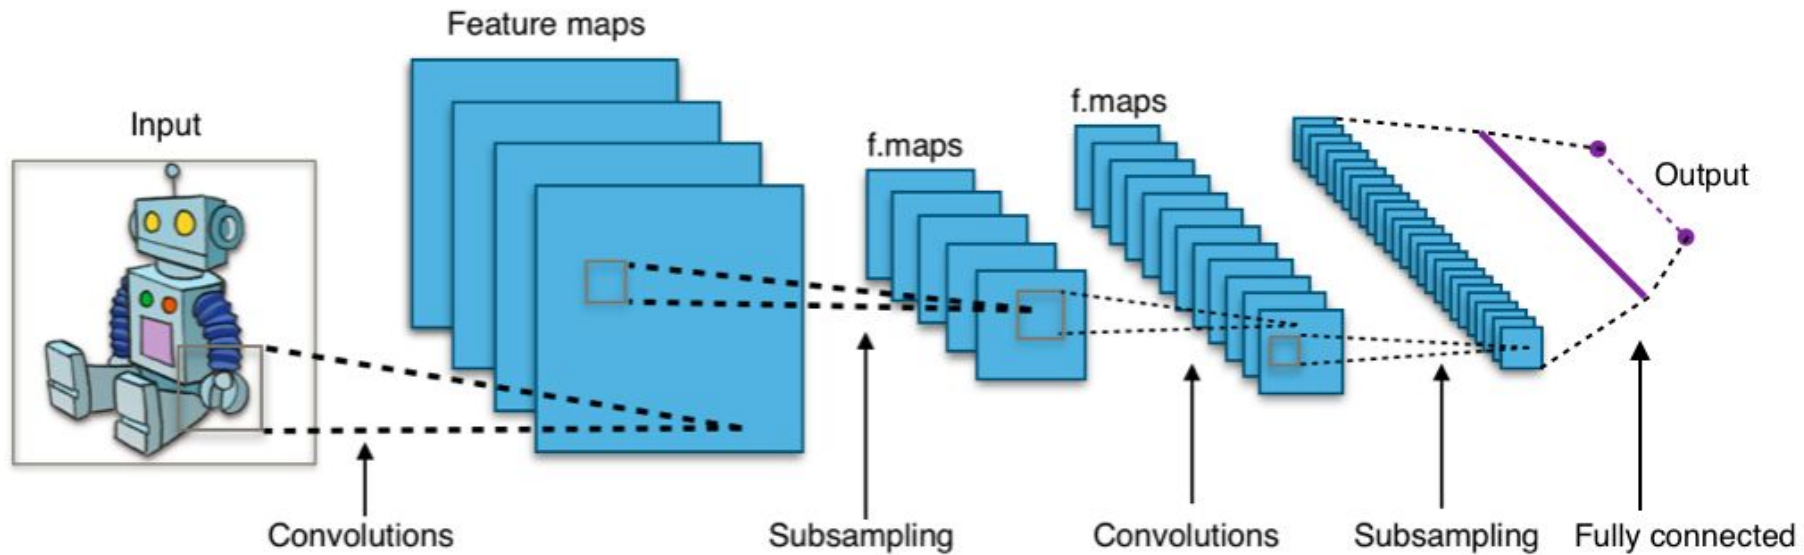 Feature maps
Input
f.maps
f.maps
Output
Convolutions
Subsampling
Convolutions
Subsampling
Fully connected